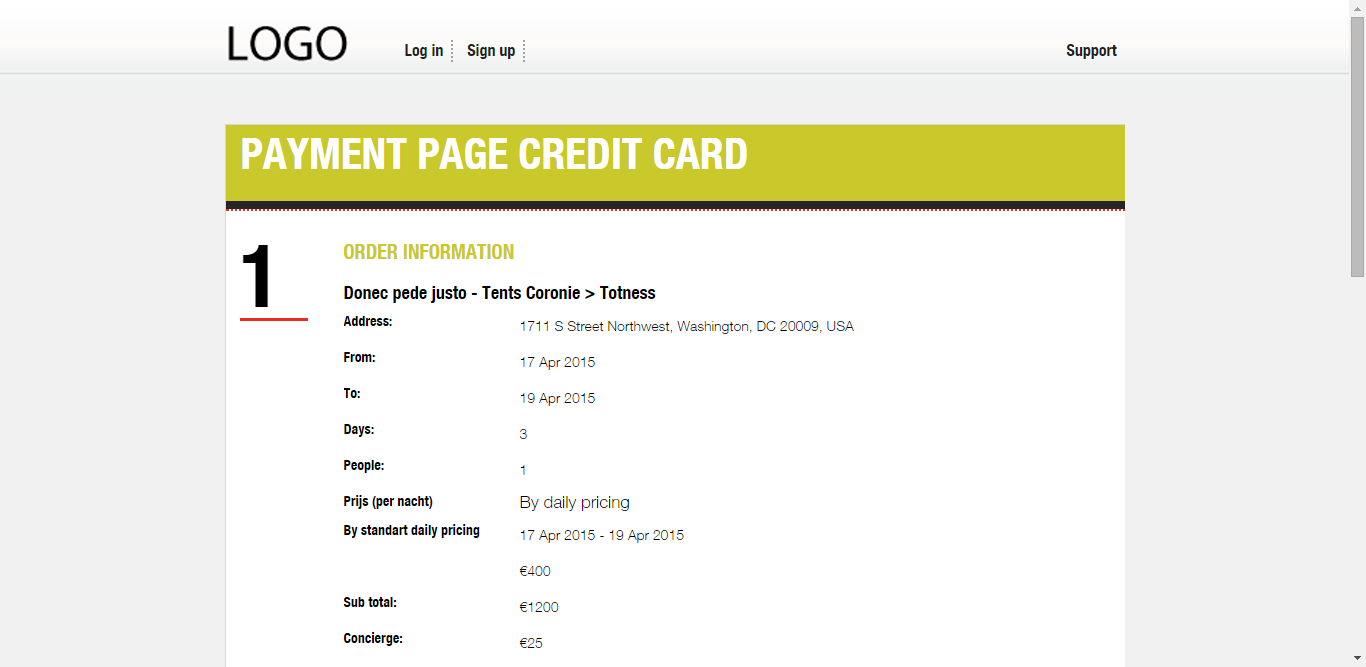 LOGO
Log in
Sign up
Support
PAYMENT PAGE CREDIT CARD
1
ORDER INFORMATION
Donec pede justo - Tents Coronie > Totness
Address: 1711 S Street Northwest, Washington, DC 20009, USA
From: 17 Apr 2015
To: 19 Apr 2015
Days: 3
People: 1
Prijs (per nacht) By daily pricing
By standart daily pricing 17 Apr 2015 - 19 Apr 2015
€400
Sub total: €1200
Concierge: €25